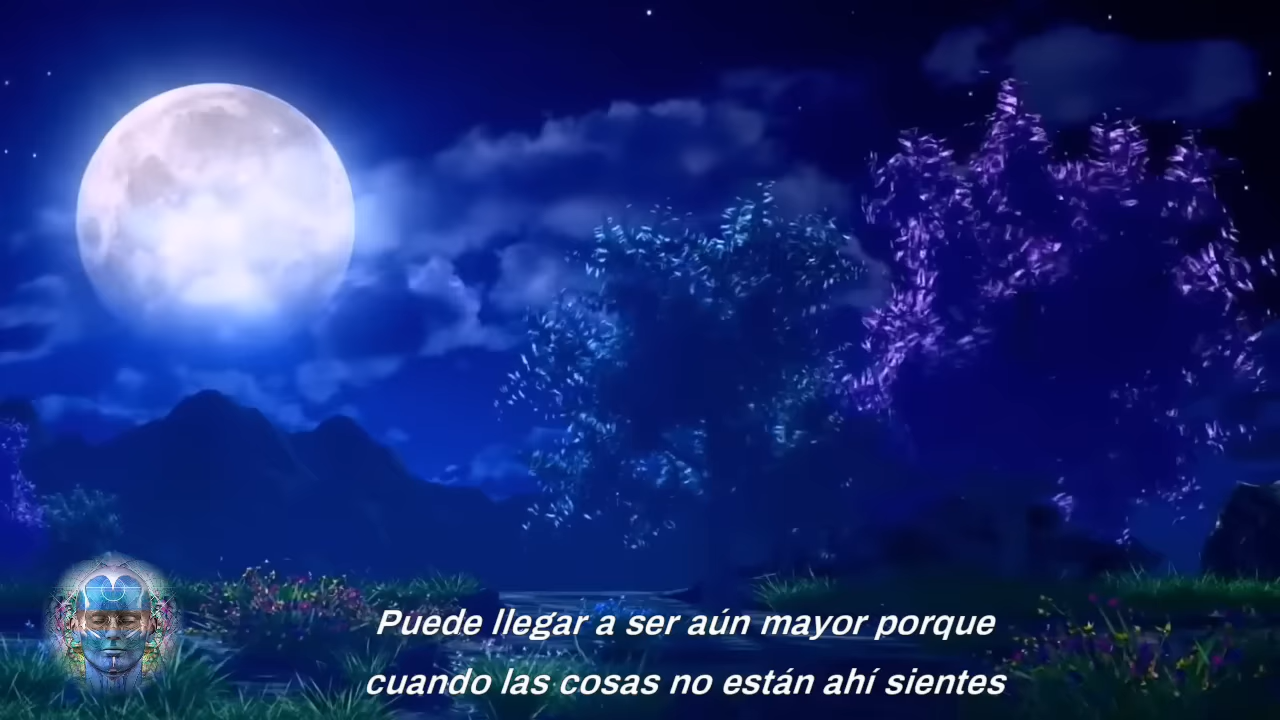 Puede llegar a ser aún mayor porque
cuando las cosas no están ahí sientes